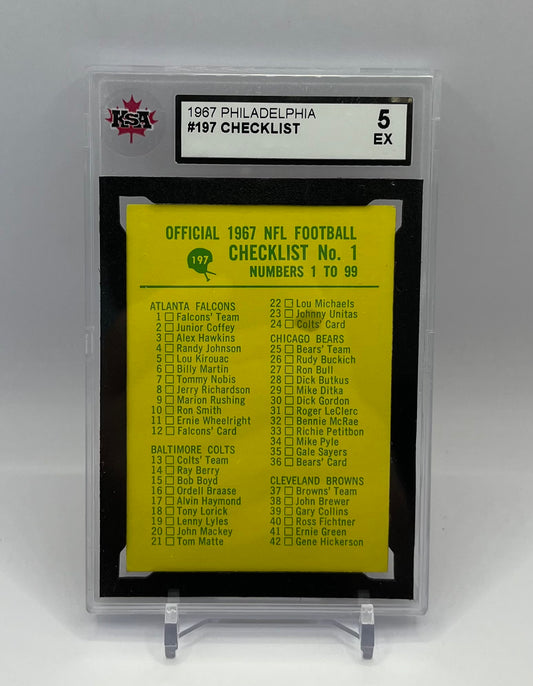 KSA
1967 PHILADELPHIA
#197 CHECKLIST
5
EX
OFFICIAL 1967 NFL FOOTBALL
197
CHECKLIST No. 1
NUMBERS 1 TO 99
ATLANTA FALCONS
1 ☐ Falcons' Team
2 ☐ Junior Coffey
3 ☐ Alex Hawkins
4 ☐ Randy Johnson
5 ☐ Lou Kirouac
6 ☐ Billy Martin
7 ☐ Tommy Nobis
8 ☐ Jerry Richardson
9 ☐ Marion Rushing
10 ☐ Ron Smith
11 ☐ Ernie Wheelright
12 ☐ Falcons' Card
BALTIMORE COLTS
13 ☐ Colts' Team
14 ☐ Ray Berry
15 ☐ Bob Boyd
16 ☐ Ordell Braase
17 ☐ Alvin Haymond
18 ☐ Tony Lorick
19 ☐ Lenny Lyles
20 ☐ John Mackey
21 ☐ Tom Matte
22 ☐ Lou Michaels
23 ☐ Johnny Unitas
24 ☐ Colts' Card
CHICAGO BEARS
25 ☐ Bears' Team
26 ☐ Rudy Buckich
27 ☐ Ron Bull
28 ☐ Dick Butkus
29 ☐ Mike Ditka
30 ☐ Dick Gordon
31 ☐ Roger LeClerc
32 ☐ Bennie McRae
33 ☐ Richie Petitbon
34 ☐ Mike Pyle
35 ☐ Gale Sayers
36 ☐ Bears' Card
CLEVELAND BROWNS
37 ☐ Browns' Team
38 ☐ John Brewer
39 ☐ Gary Collins
40 ☐ Ross Fichtner
41 ☐ Ernie Green
42 ☐ Gene Hickerson